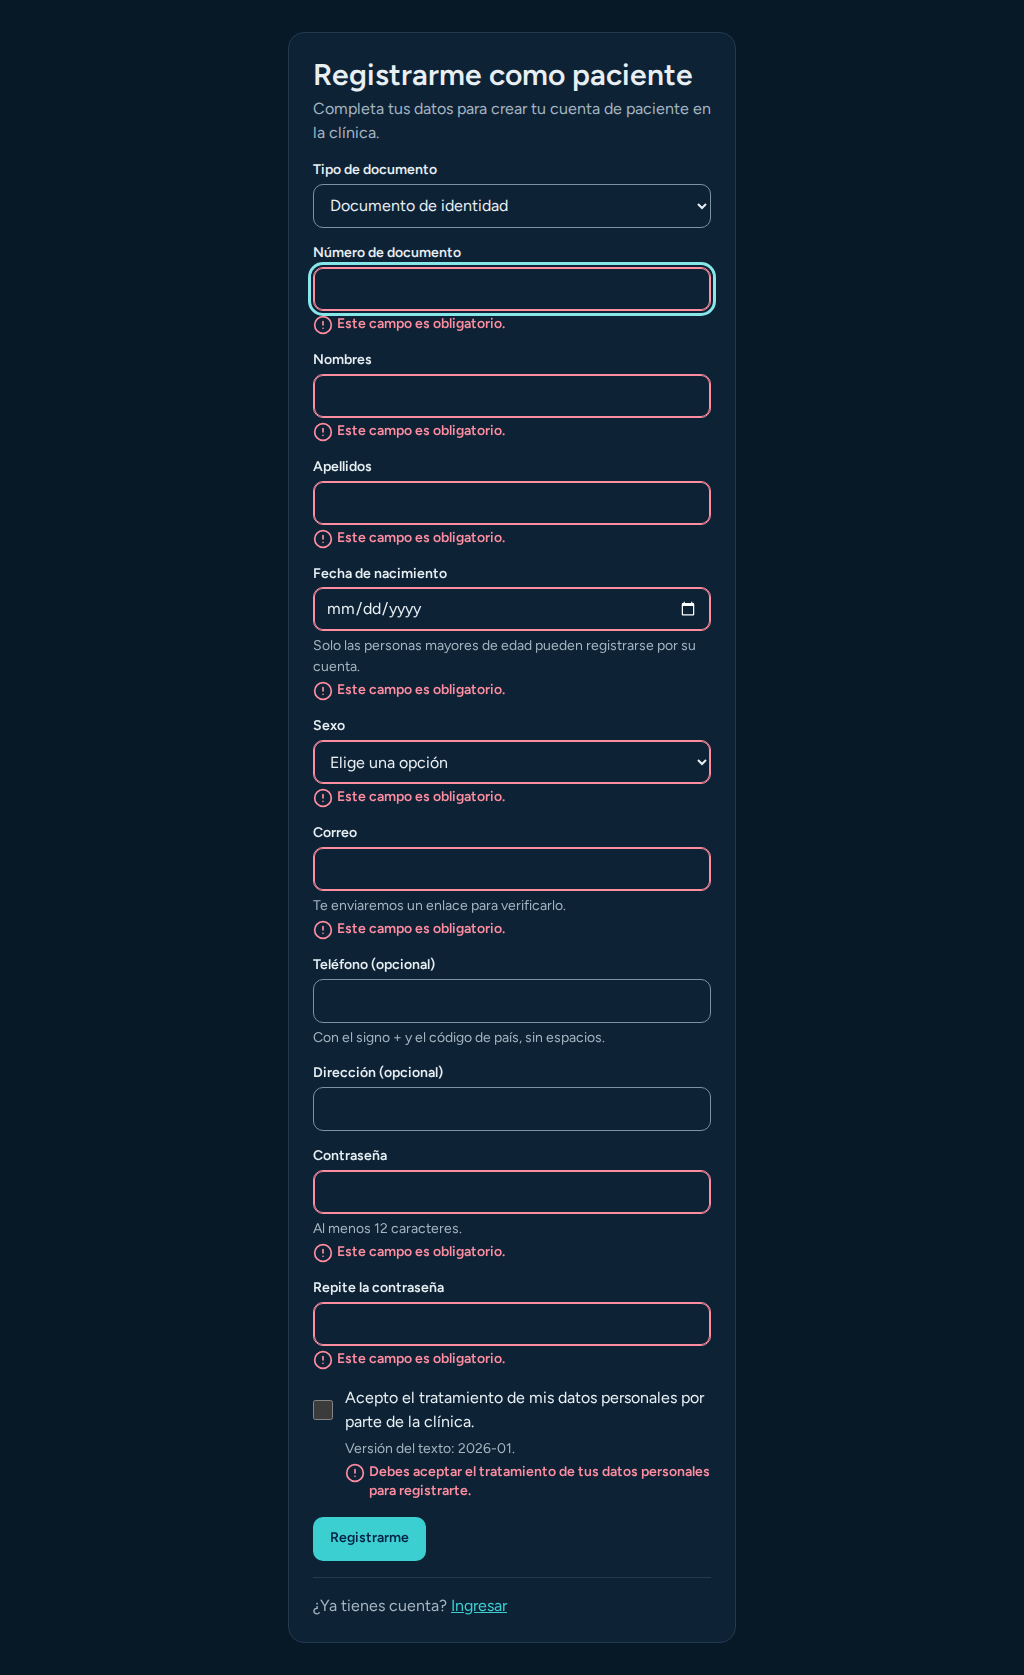 Registrarme como paciente
Completa tus datos para crear tu cuenta de paciente en
la clínica.
Tipo de documento
Documento de identidad
Número de documento
Este campo es obligatorio.
Nombres
Este campo es obligatorio.
Apellidos
Este campo es obligatorio.
Fecha de nacimiento
mm/dd/yyyy
Solo las personas mayores de edad pueden registrarse por su
cuenta.
Este campo es obligatorio.
Sexo
Elige una opción
Este campo es obligatorio.
Correo
Te enviaremos un enlace para verificarlo.
Este campo es obligatorio.
Teléfono (opcional)
Con el signo + y el código de país, sin espacios.
Dirección (opcional)
Contraseña
Al menos 12 caracteres.
Este campo es obligatorio.
Repite la contraseña
Este campo es obligatorio.
Acepto el tratamiento de mis datos personales por
parte de la clínica.
Versión del texto: 2026-01.
Debes aceptar el tratamiento de tus datos personales
para registrarte.
Registrarme
¿Ya tienes cuenta? Ingresar